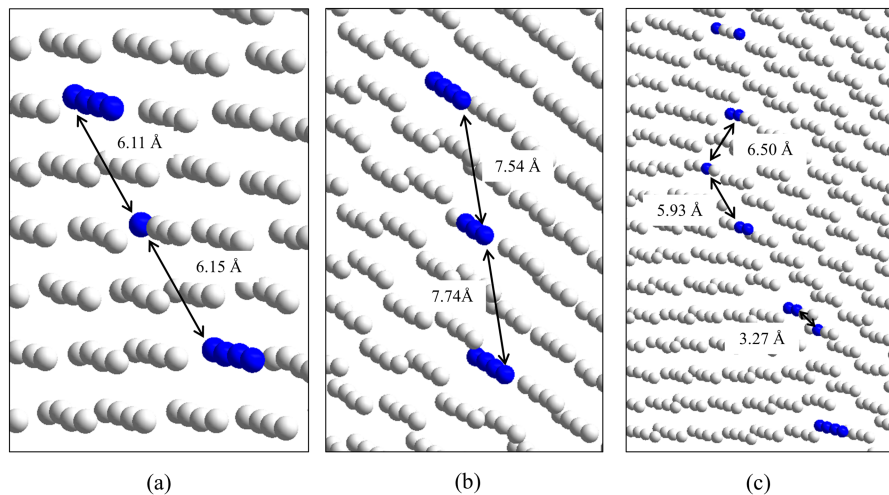 6.11 Å
6.15 Å
7.54 Å
7.74Å
6.50 Å
5.93 Å
3.27 Å
(a)
(b)
(c)